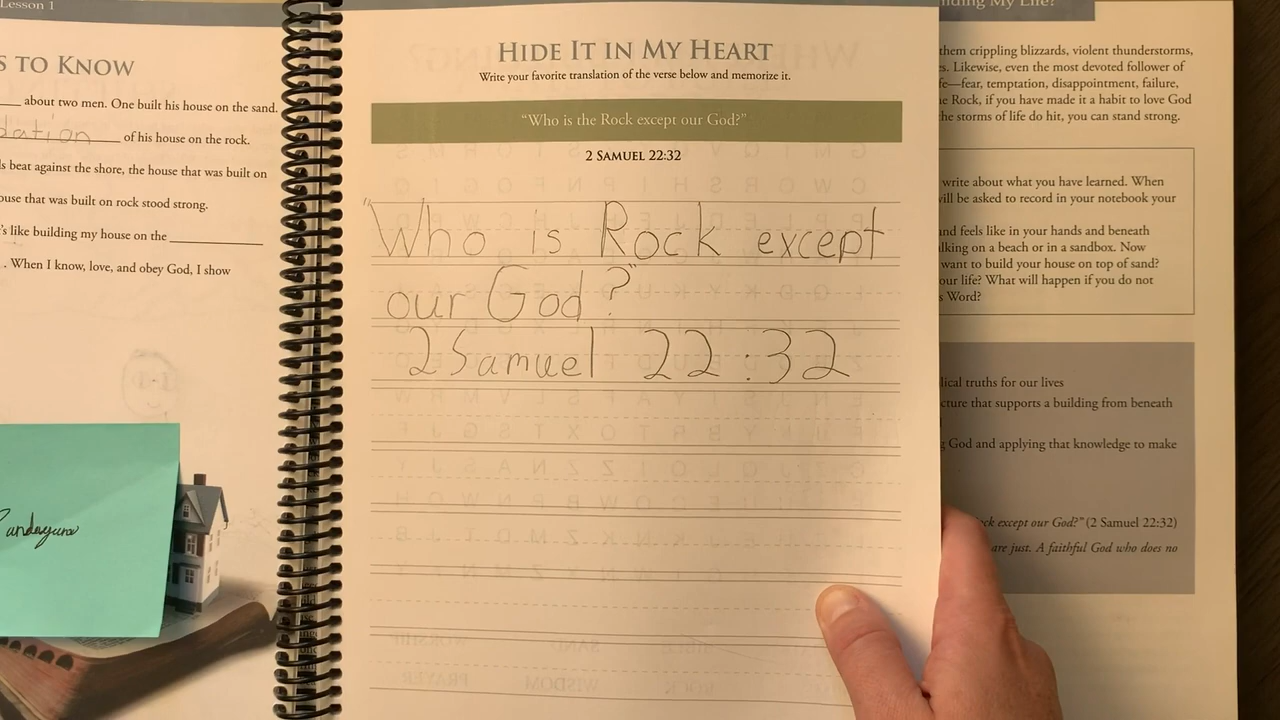 Lesson 1
S TO KNOW
about two men. One built his house on the sand.
dation of his house on the rock.
s beat against the shore, the house that was built on
ouse that was built on rock stood strong.
's like building my house on the
. When I know, love, and obey God, I show
HIDE IT IN MY HEART
Write your favorite translation of the verse below and memorize it.
"Who is the Rock except our God?"
2 SAMUEL 22:32
"Who is Rock except
our God?"
2 Samuel 22:32
ding My Life?
them crippling blizzards, violent thunderstorms,
s. Likewise, even the most devoted follower of
fe—fear, temptation, disappointment, failure,
e Rock, if you have made it a habit to love God
he storms of life do hit, you can stand strong.
write about what you have learned. When
will be asked to record in your notebook your
and feels like in your hands and beneath
lking on a beach or in a sandbox. Now
want to build your house on top of sand?
our life? What will happen if you do not
s Word?
lical truths for our lives
cture that supports a building from beneath
g God and applying that knowledge to make
ck except our God?" (2 Samuel 22:32)
are just. A faithful God who does no